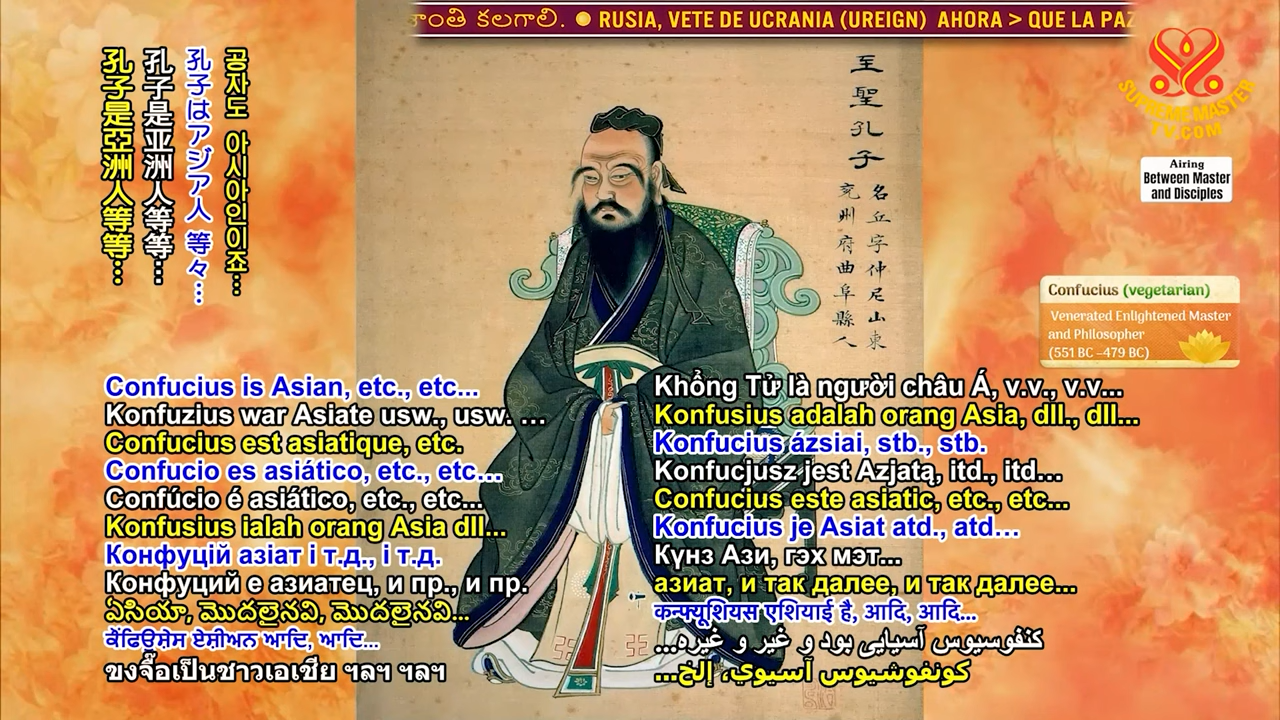 శాంతి కలగాలి. ● RUSIA, VETE DE UCRANIA (UREIGN) AHORA > QUE LA PAZ
SUPREME MASTER
TV.COM
Airing
Between Master
and Disciples
孔子是亞洲人等等…
孔子是亚洲人等等…
孔子はアジア人 等々…
공자도 아시아인이죠…
至聖孔子
名丘字仲尼山東
兗州府曲阜縣人
Confucius (vegetarian)
Venerated Enlightened Master
and Philosopher
(551 BC –479 BC)
Confucius is Asian, etc., etc...
Konfuzius war Asiate usw., usw. …
Confucius est asiatique, etc.
Confucio es asiático, etc., etc...
Confúcio é asiático, etc., etc...
Konfusius ialah orang Asia dll...
Конфуцій азіат і т.д., і т.д.
Конфуций е азиатец, и пр., и пр.
ఏసియా, మొదలైనవి, మొదలైనవి...
ਕੌਂਫਿਊਸ਼ੇਸ ਏਸ਼ੀਅਨ ਆਦਿ, ਆਦਿ...
ขงจื๊อเป็นชาวเอเชีย ฯลฯ ฯลฯ
Khổng Tử là người châu Á, v.v., v.v...
Konfusius adalah orang Asia, dll., dll...
Konfucius ázsiai, stb., stb.
Konfucjusz jest Azjatą, itd., itd...
Confucius este asiatic, etc., etc...
Konfucius je Asiat atd., atd…
Күнз Ази, гэх мэт...
азиат, и так далее, и так далее...
कन्फ्यूशियस एशियाई है, आदि, आदि...
کنفوسیوس آسیایی بود و غیر و غیره...
كونفوشيوس آسيوي، إلخ...